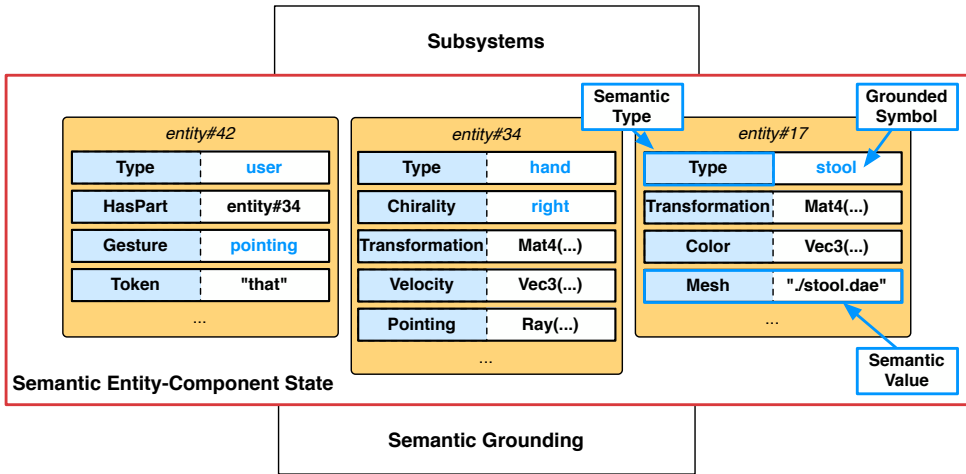 Subsystems
Semantic
Type
Grounded
Symbol
entity#42
Type user
HasPart entity#34
Gesture pointing
Token "that"
...
entity#34
Type hand
Chirality right
Transformation Mat4(...)
Velocity Vec3(...)
Pointing Ray(...)
...
entity#17
Type stool
Transformation Mat4(...)
Color Vec3(...)
Mesh "./stool.dae"
...
Semantic
Value
Semantic Entity-Component State
Semantic Grounding